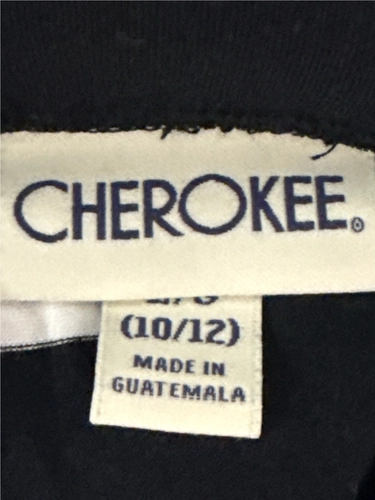 CHEROKEE®
L/G
(10/12)
MADE IN
GUATEMALA